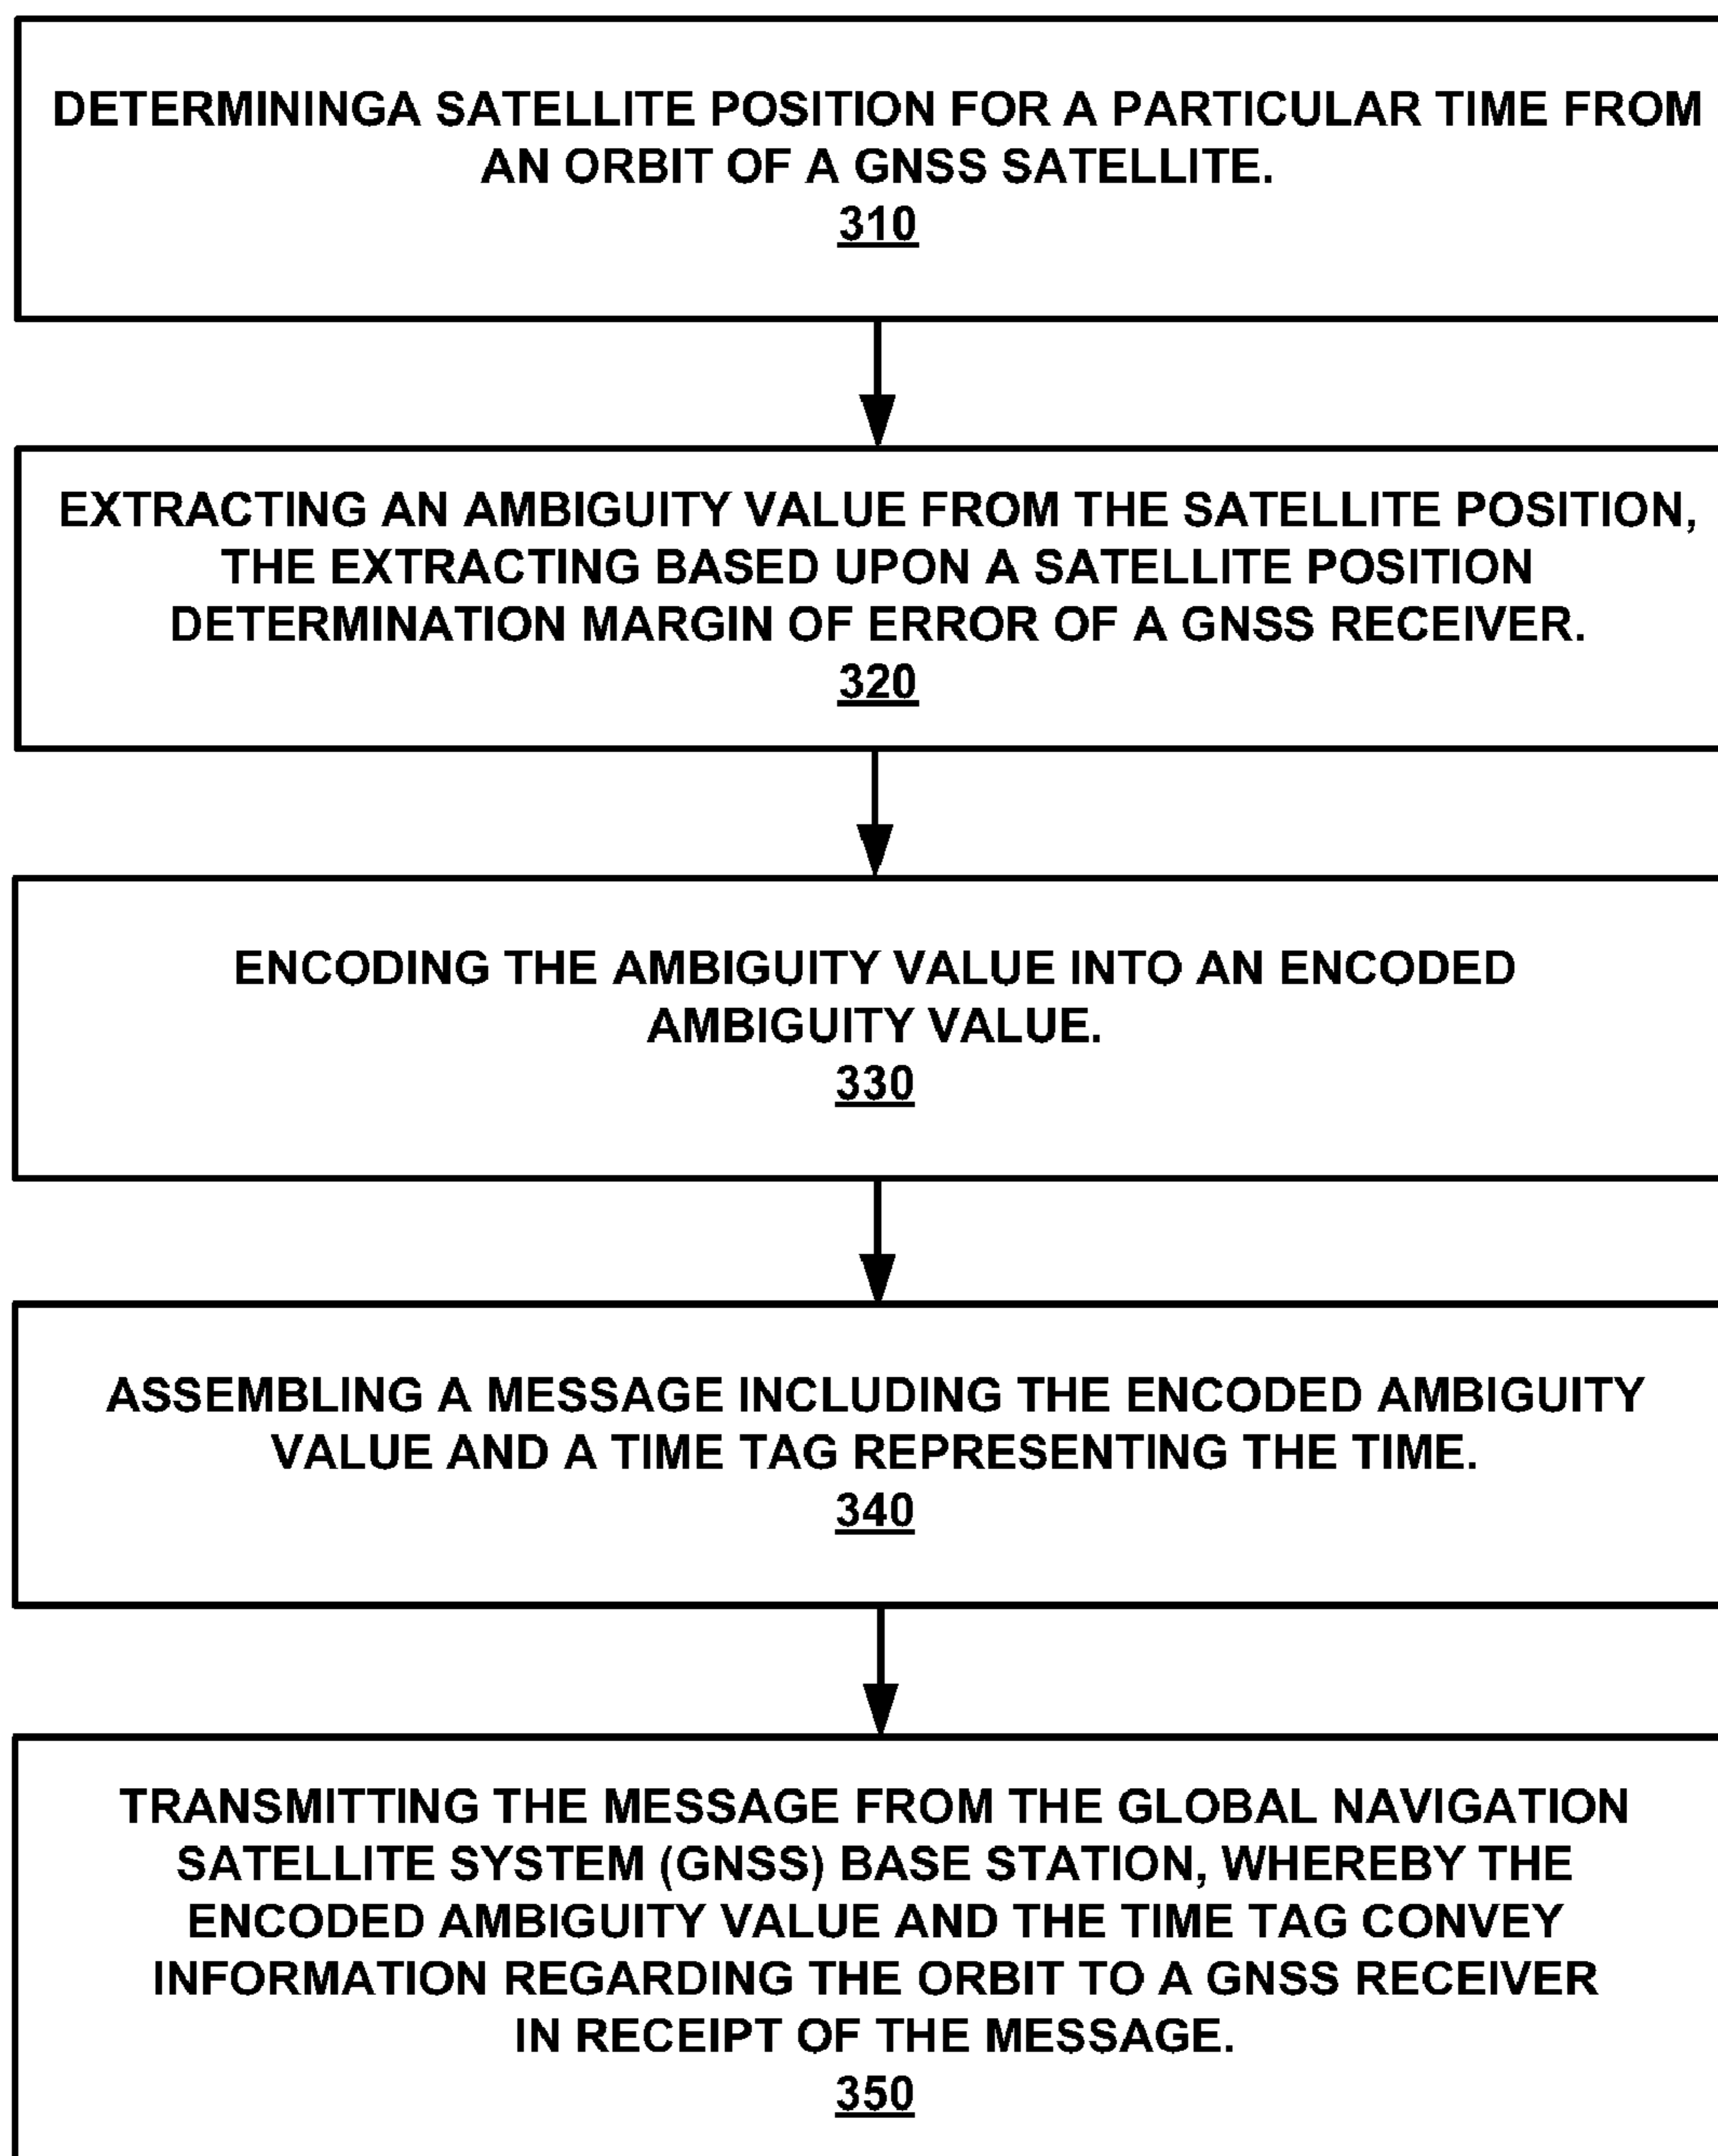 DETERMININGA SATELLITE POSITION FOR A PARTICULAR TIME FROM
AN ORBIT OF A GNSS SATELLITE.
310
EXTRACTING AN AMBIGUITY VALUE FROM THE SATELLITE POSITION,
THE EXTRACTING BASED UPON A SATELLITE POSITION
DETERMINATION MARGIN OF ERROR OF A GNSS RECEIVER.
320
ENCODING THE AMBIGUITY VALUE INTO AN ENCODED
AMBIGUITY VALUE.
330
ASSEMBLING A MESSAGE INCLUDING THE ENCODED AMBIGUITY
VALUE AND A TIME TAG REPRESENTING THE TIME.
340
TRANSMITTING THE MESSAGE FROM THE GLOBAL NAVIGATION
SATELLITE SYSTEM (GNSS) BASE STATION, WHEREBY THE
ENCODED AMBIGUITY VALUE AND THE TIME TAG CONVEY
INFORMATION REGARDING THE ORBIT TO A GNSS RECEIVER
IN RECEIPT OF THE MESSAGE.
350